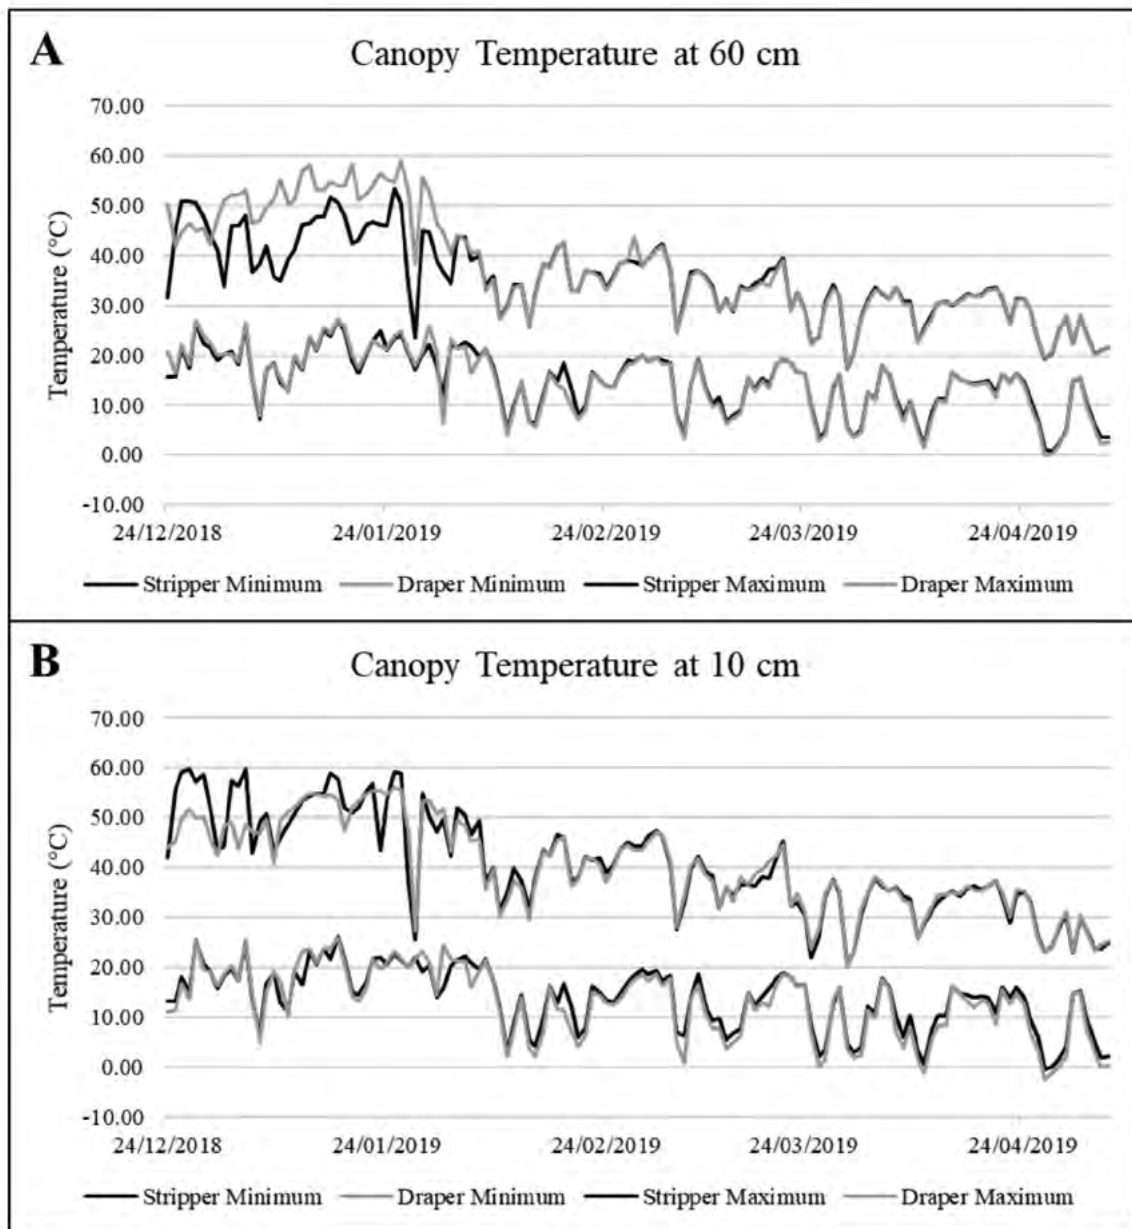 A
Canopy Temperature at 60 cm
70.00
60.00
50.00
40.00
30.00
20.00
10.00
0.00
-10.00
Temperature (°C)
24/12/2018 24/01/2019 24/02/2019 24/03/2019 24/04/2019
Stripper Minimum Draper Minimum Stripper Maximum Draper Maximum
B
Canopy Temperature at 10 cm
70.00
60.00
50.00
40.00
30.00
20.00
10.00
0.00
-10.00
Temperature (°C)
24/12/2018 24/01/2019 24/02/2019 24/03/2019 24/04/2019
Stripper Minimum Draper Minimum Stripper Maximum Draper Maximum